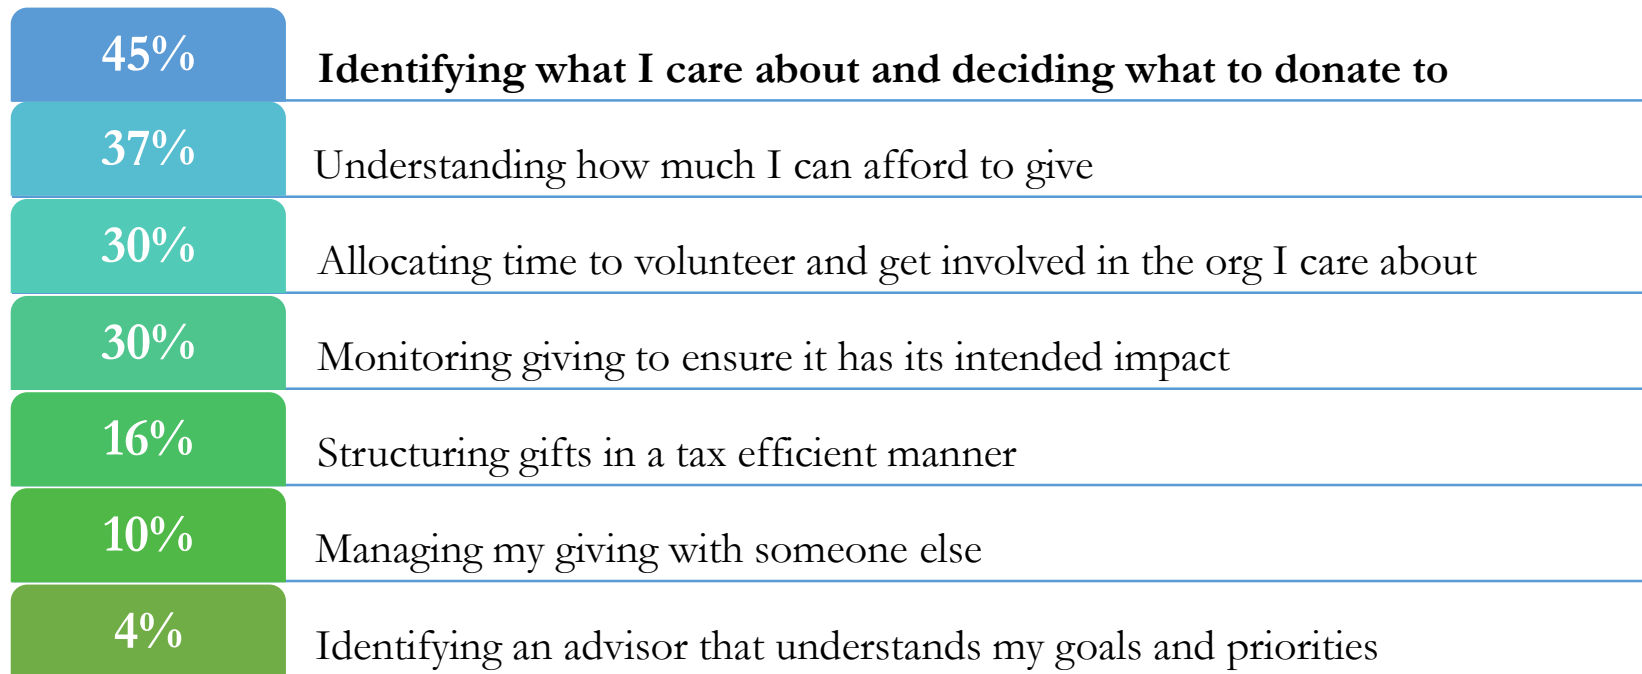 45%
Identifying what I care about and deciding what to donate to
37%
Understanding how much I can afford to give
30%
Allocating time to volunteer and get involved in the org I care about
30%
Monitoring giving to ensure it has its intended impact
16%
Structuring gifts in a tax efficient manner
10%
Managing my giving with someone else
4%
Identifying an advisor that understands my goals and priorities